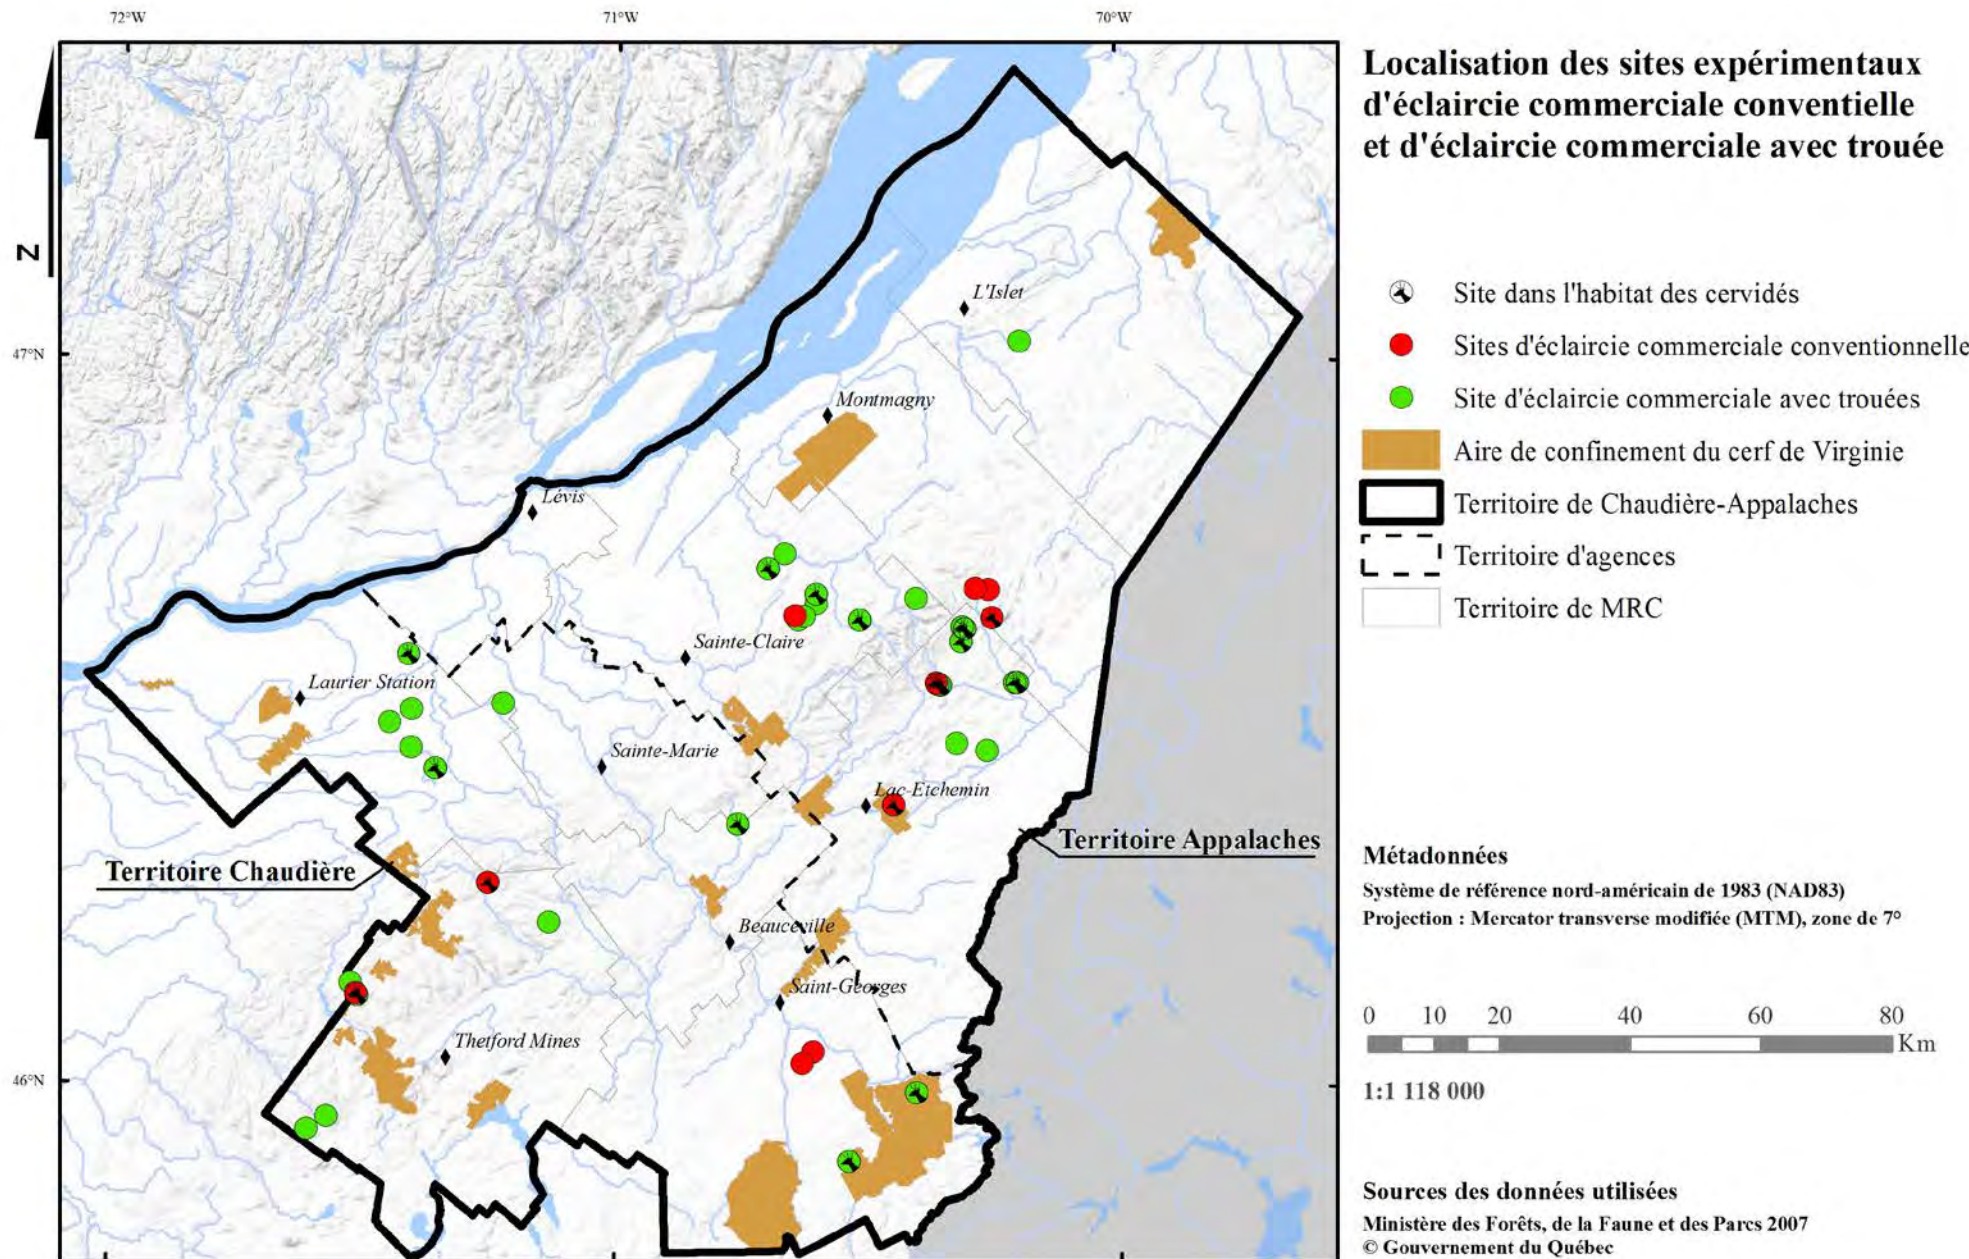 72°W
71°W
70°W
Localisation des sites expérimentaux
d'éclaircie commerciale conventielle
et d'éclaircie commerciale avec trouée
N
Site dans l'habitat des cervidés
Sites d'éclaircie commerciale conventionnelle
Site d'éclaircie commerciale avec trouées
Aire de confinement du cerf de Virginie
Territoire de Chaudière-Appalaches
Territoire d'agences
Territoire de MRC
L'Islet
47°N
Montmagny
Lévis
Sainte-Claire
Laurier Station
Sainte-Marie
Lac-Etchemin
Territoire Appalaches
Territoire Chaudière
Beauceville
Saint-Georges
Thetford Mines
46°N
Métadonnées
Système de référence nord-américain de 1983 (NAD83)
Projection : Mercator transverse modifiée (MTM), zone de 7°
0 10 20 40 60 80
Km
1:1 118 000
Sources des données utilisées
Ministère des Forêts, de la Faune et des Parcs 2007
© Gouvernement du Québec
72°W
71°W
70°W